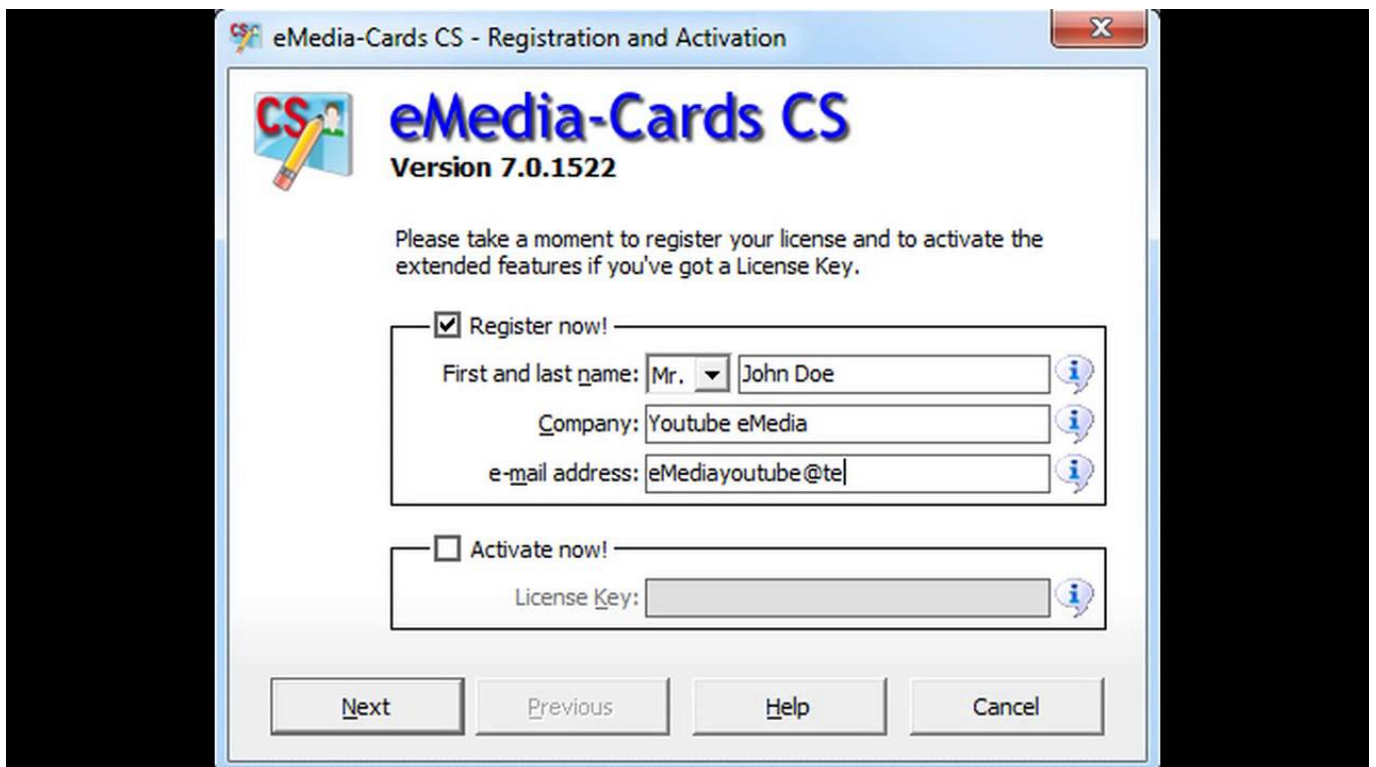 eMedia-Cards CS - Registration and Activation
CS
eMedia-Cards CS
Version 7.0.1522
Please take a moment to register your license and to activate the
extended features if you've got a License Key.
Register now!
First and last name: Mr. John Doe
Company: Youtube eMedia
e-mail address: eMediayoutube@te
Activate now!
License Key:
Next Previous Help Cancel